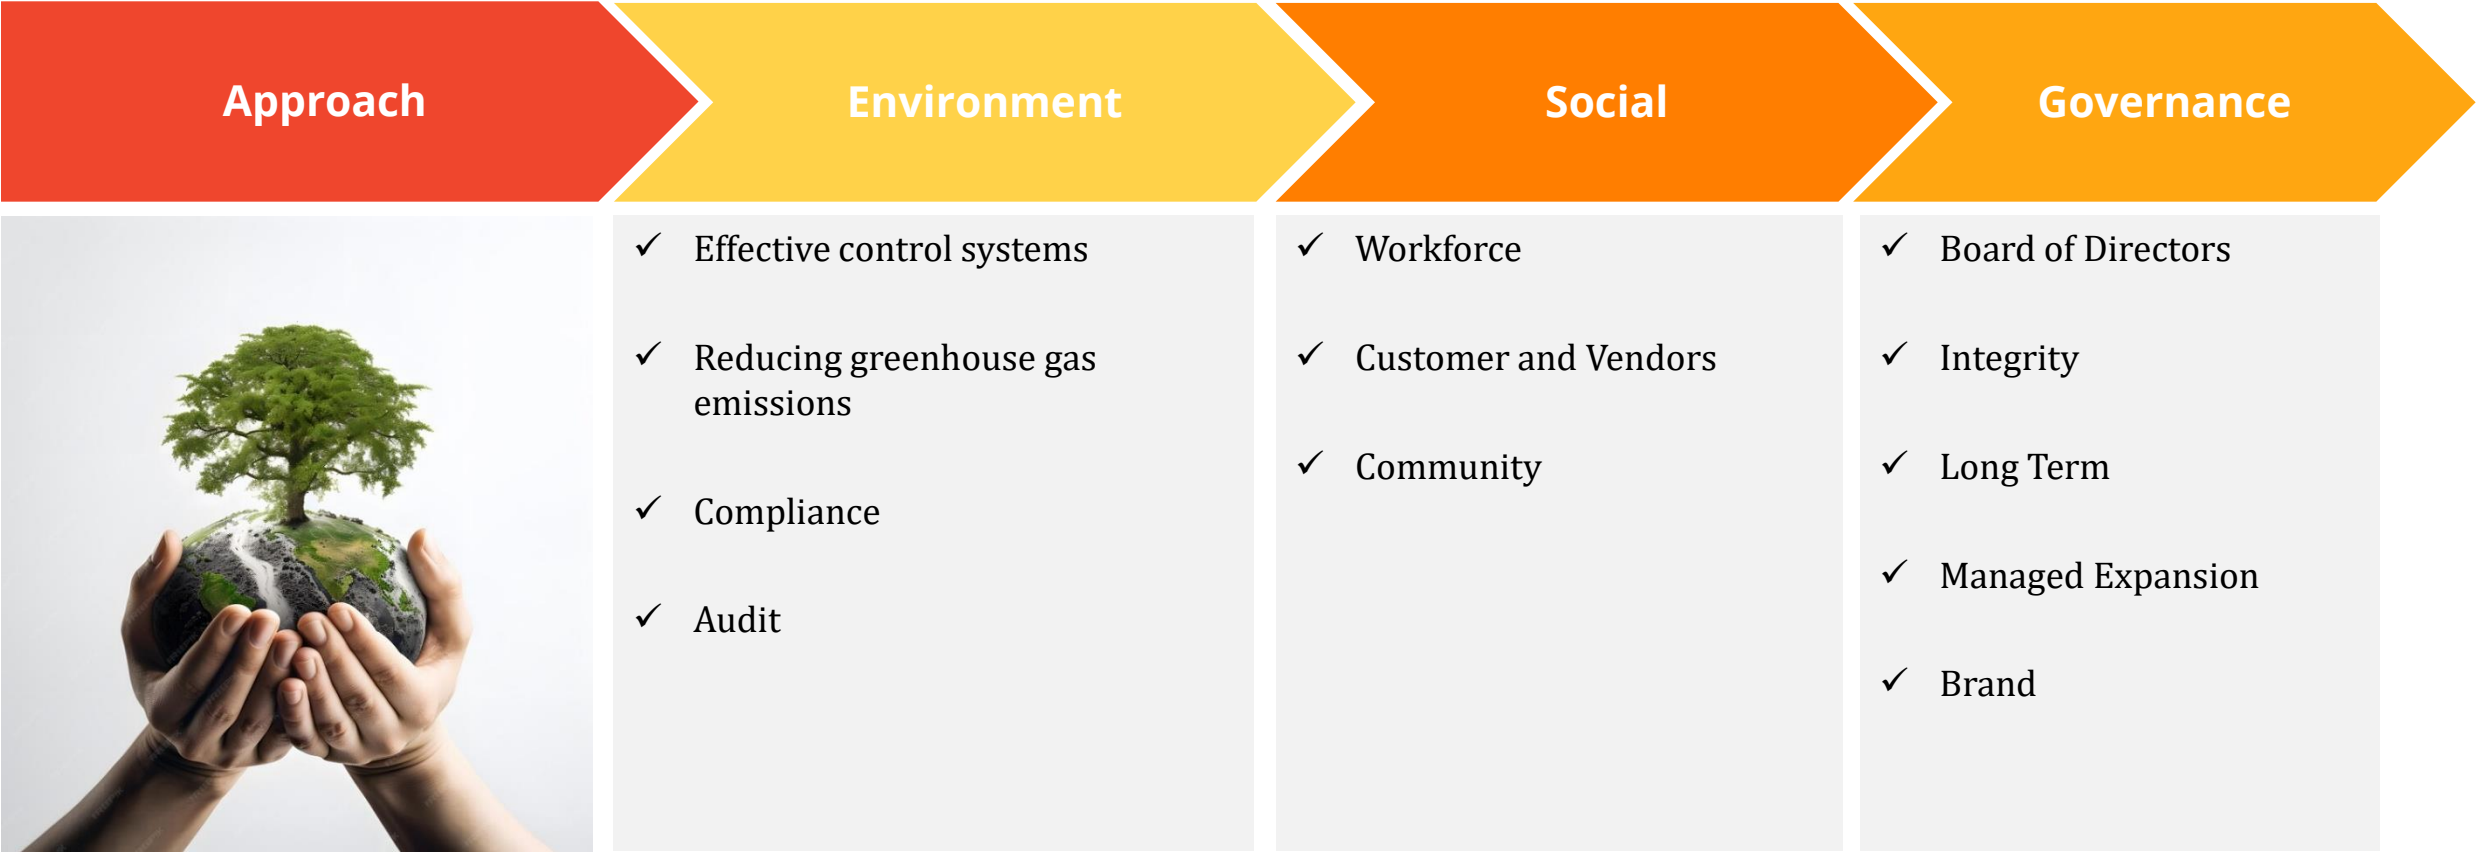 Approach
Environment
Social
Governance
✓ Effective control systems
✓ Reducing greenhouse gas
emissions
✓ Compliance
✓ Audit
✓ Workforce
✓ Customer and Vendors
✓ Community
✓ Board of Directors
✓ Integrity
✓ Long Term
✓ Managed Expansion
✓ Brand